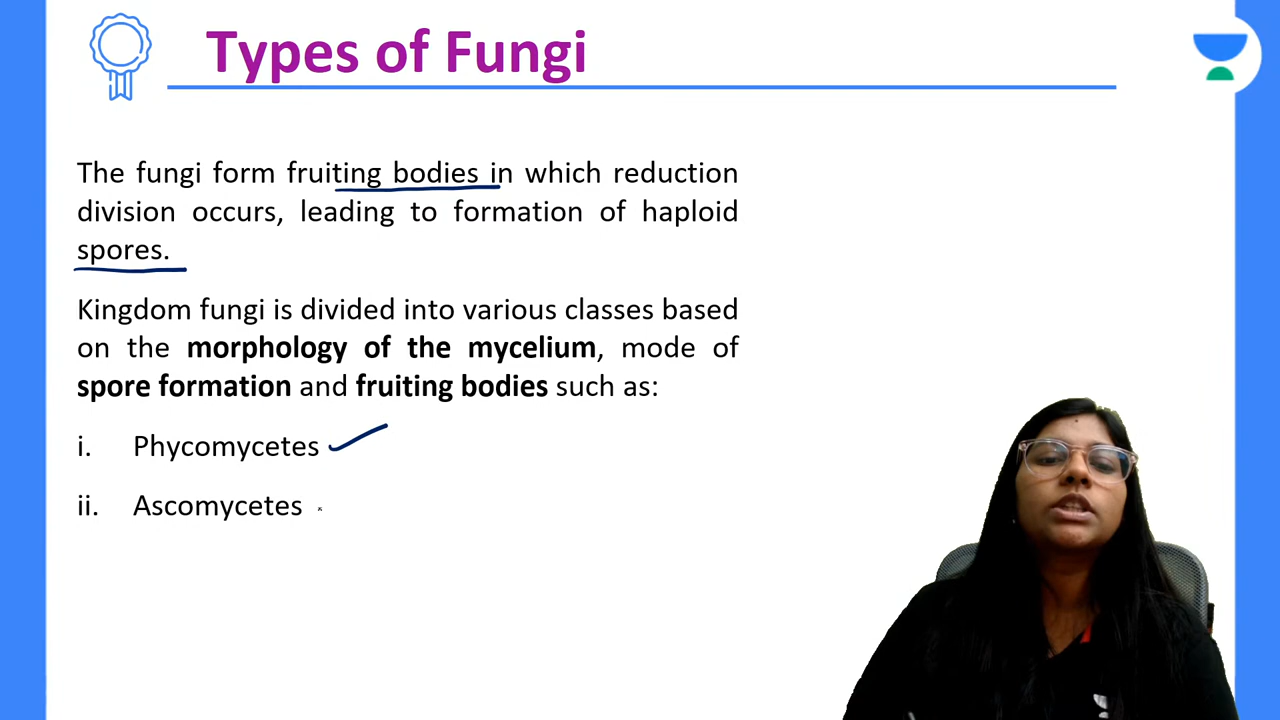 Types of Fungi
The fungi form fruiting bodies in which reduction
division occurs, leading to formation of haploid
spores.
Kingdom fungi is divided into various classes based
on the morphology of the mycelium, mode of
spore formation and fruiting bodies such as:
i. Phycomycetes
ii. Ascomycetes